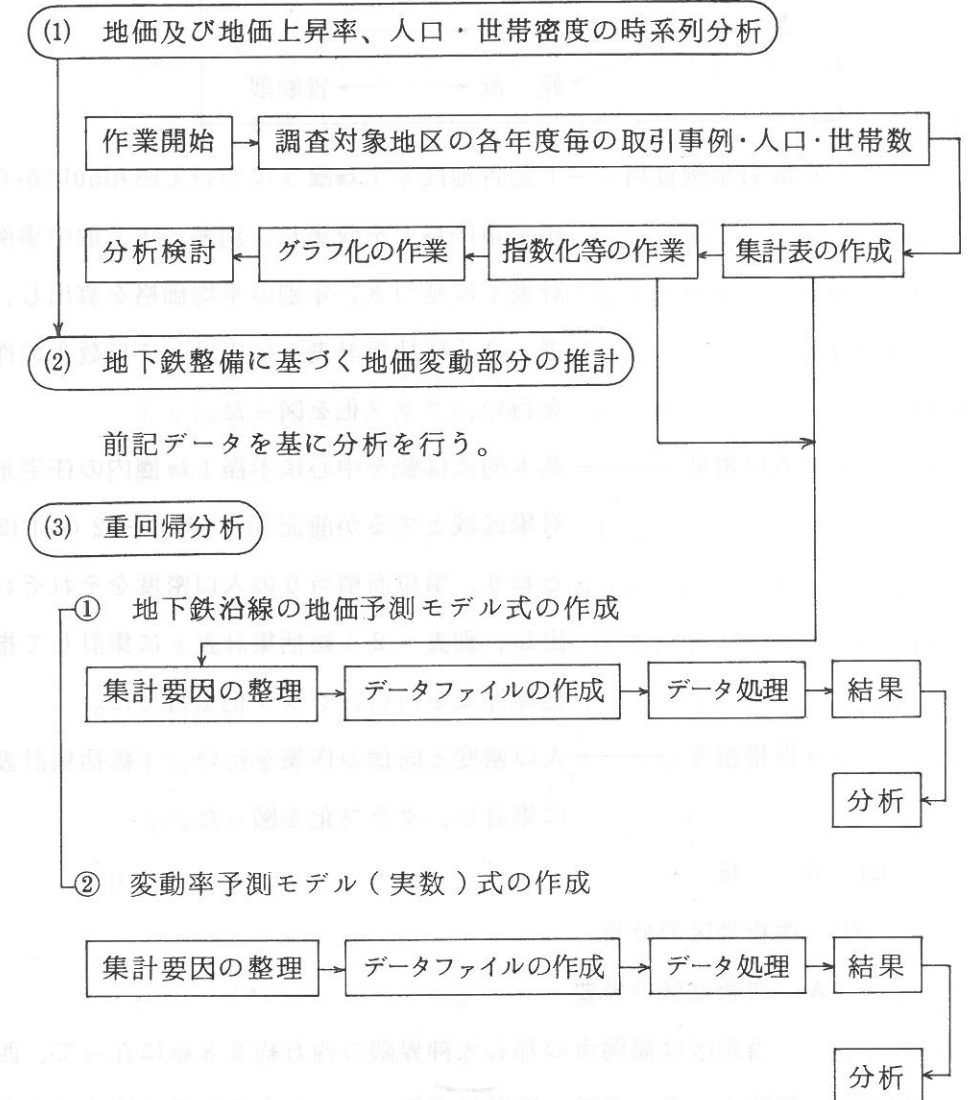 (1) 地価及び地価上昇率、人口・世帯密度の時系列分析
作業開始
調査対象地区の各年度毎の取引事例・人口・世帯数
分析検討
グラフ化の作業
指数化等の作業
集計表の作成
(2) 地下鉄整備に基づく地価変動部分の推計
前記データを基に分析を行う。
(3) 重回帰分析
① 地下鉄沿線の地価予測モデル式の作成
集計要因の整理
データファイルの作成
データ処理
結果
分析
② 変動率予測モデル(実数)式の作成
集計要因の整理
データファイルの作成
データ処理
結果
分析